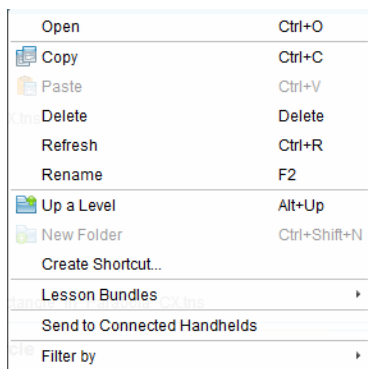 Open Ctrl+O
Copy Ctrl+C
Paste Ctrl+V
Delete Delete
Refresh Ctrl+R
Rename F2
Up a Level Alt+Up
New Folder Ctrl+Shift+N
Create Shortcut...
Lesson Bundles
Send to Connected Handhelds
Filter by